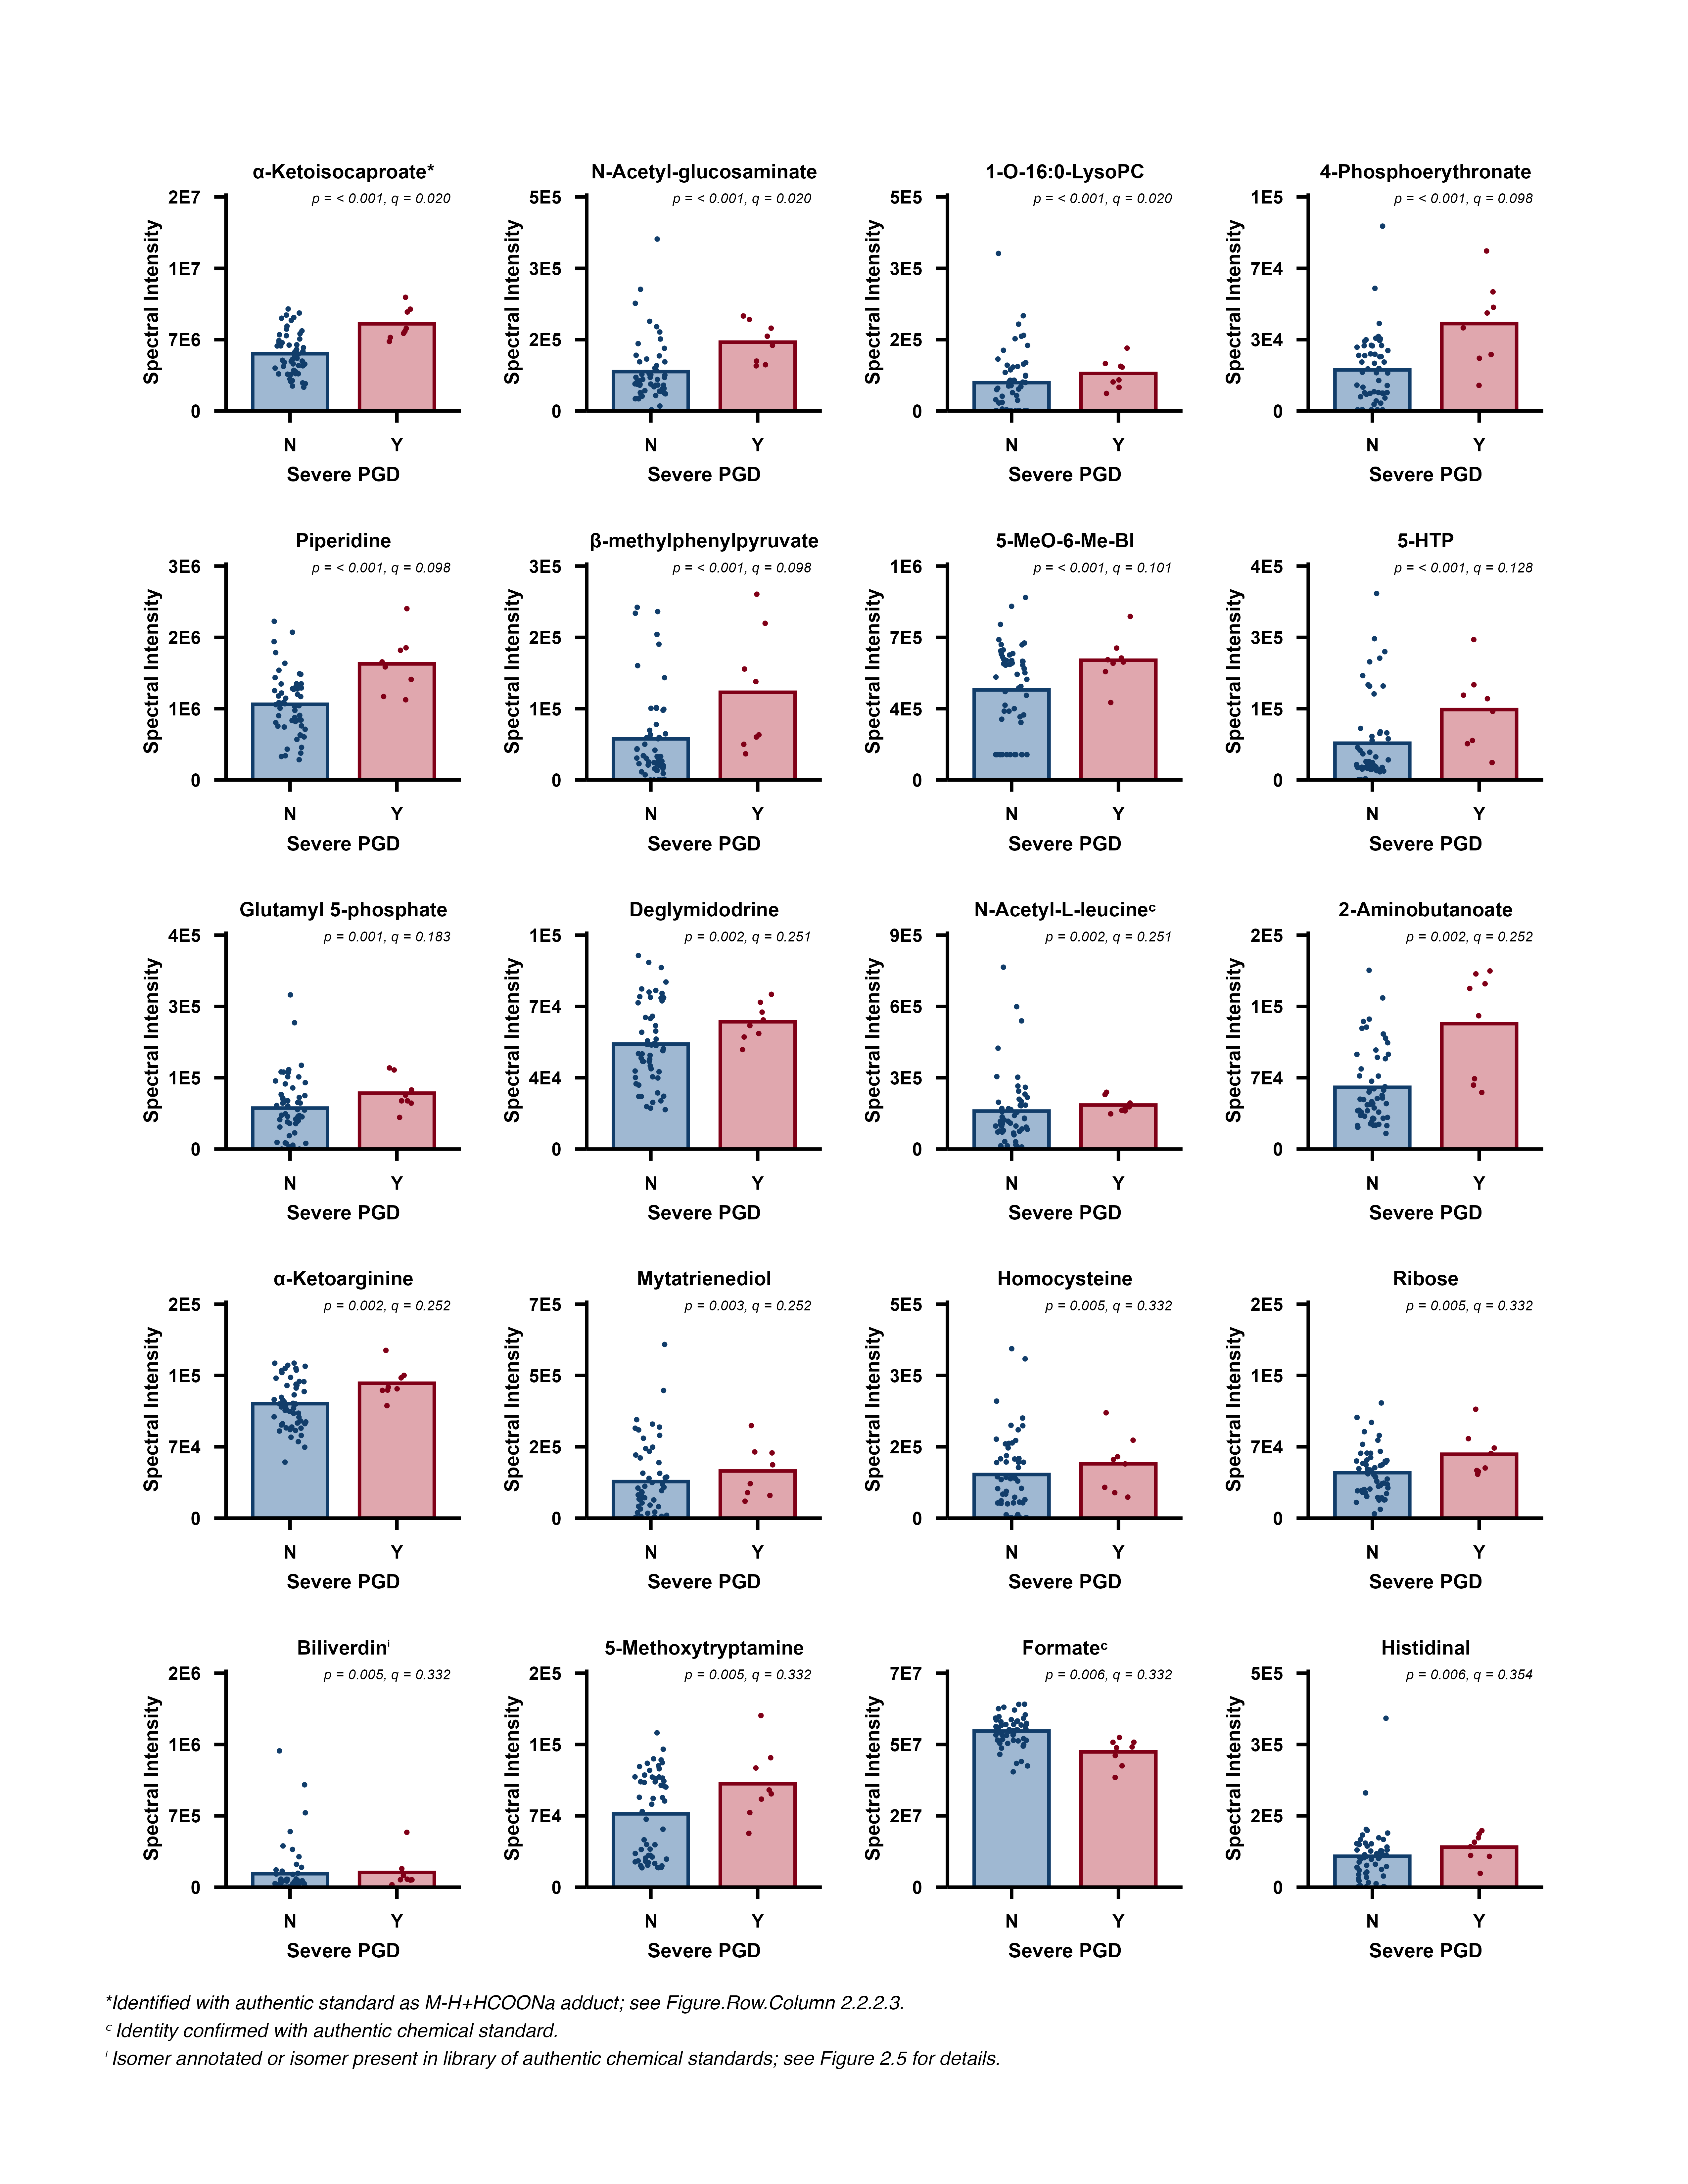 α-Ketoisocaproate*
p = < 0.001, q = 0.020
Spectral Intensity
2E7
1E7
7E6
0
N
Y
Severe PGD
N-Acetyl-glucosaminate
p = < 0.001, q = 0.020
Spectral Intensity
5E5
3E5
2E5
0
N
Y
Severe PGD
1-O-16:0-LysoPC
p = < 0.001, q = 0.020
Spectral Intensity
5E5
3E5
2E5
0
N
Y
Severe PGD
4-Phosphoerythronate
p = < 0.001, q = 0.098
Spectral Intensity
1E5
7E4
3E4
0
N
Y
Severe PGD
Piperidine
p = < 0.001, q = 0.098
Spectral Intensity
3E6
2E6
1E6
0
N
Y
Severe PGD
β-methylphenylpyruvate
p = < 0.001, q = 0.098
Spectral Intensity
3E5
2E5
1E5
0
N
Y
Severe PGD
5-MeO-6-Me-BI
p = < 0.001, q = 0.101
Spectral Intensity
1E6
7E5
4E5
0
N
Y
Severe PGD
5-HTP
p = < 0.001, q = 0.128
Spectral Intensity
4E5
3E5
1E5
0
N
Y
Severe PGD
Glutamyl 5-phosphate
p = 0.001, q = 0.183
Spectral Intensity
4E5
3E5
1E5
0
N
Y
Severe PGD
Deglymidodrine
p = 0.002, q = 0.251
Spectral Intensity
1E5
7E4
4E4
0
N
Y
Severe PGD
N-Acetyl-L-leucineᶜ
p = 0.002, q = 0.251
Spectral Intensity
9E5
6E5
3E5
0
N
Y
Severe PGD
2-Aminobutanoate
p = 0.002, q = 0.252
Spectral Intensity
2E5
1E5
7E4
0
N
Y
Severe PGD
α-Ketoarginine
p = 0.002, q = 0.252
Spectral Intensity
2E5
1E5
7E4
0
N
Y
Severe PGD
Mytatrienediol
p = 0.003, q = 0.252
Spectral Intensity
7E5
5E5
2E5
0
N
Y
Severe PGD
Homocysteine
p = 0.005, q = 0.332
Spectral Intensity
5E5
3E5
2E5
0
N
Y
Severe PGD
Ribose
p = 0.005, q = 0.332
Spectral Intensity
2E5
1E5
7E4
0
N
Y
Severe PGD
Biliverdinⁱ
p = 0.005, q = 0.332
Spectral Intensity
2E6
1E6
7E5
0
N
Y
Severe PGD
5-Methoxytryptamine
p = 0.005, q = 0.332
Spectral Intensity
2E5
1E5
7E4
0
N
Y
Severe PGD
Formateᶜ
p = 0.006, q = 0.332
Spectral Intensity
7E7
5E7
2E7
0
N
Y
Severe PGD
Histidinal
p = 0.006, q = 0.354
Spectral Intensity
5E5
3E5
2E5
0
N
Y
Severe PGD
*Identified with authentic standard as M-H+HCOONa adduct; see Figure.Row.Column 2.2.2.3.
ᶜ Identity confirmed with authentic chemical standard.
ⁱ Isomer annotated or isomer present in library of authentic chemical standards; see Figure 2.5 for details.